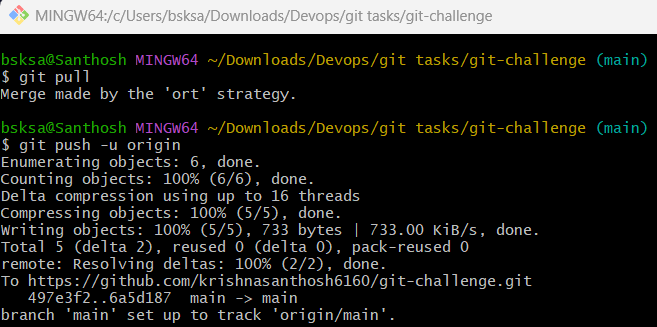 MINGW64:/c/Users/bsksa/Downloads/Devops/git tasks/git-challenge
bsksa@Santhosh MINGW64 ~/Downloads/Devops/git tasks/git-challenge (main)
$ git pull
Merge made by the 'ort' strategy.
bsksa@Santhosh MINGW64 ~/Downloads/Devops/git tasks/git-challenge (main)
$ git push -u origin
Enumerating objects: 6, done.
Counting objects: 100% (6/6), done.
Delta compression using up to 16 threads
Compressing objects: 100% (5/5), done.
Writing objects: 100% (5/5), 733 bytes | 733.00 KiB/s, done.
Total 5 (delta 2), reused 0 (delta 0), pack-reused 0
remote: Resolving deltas: 100% (2/2), done.
To https://github.com/krishnasanthosh6160/git-challenge.git
   497e3f2..6a5d187  main -> main
branch 'main' set up to track 'origin/main'.